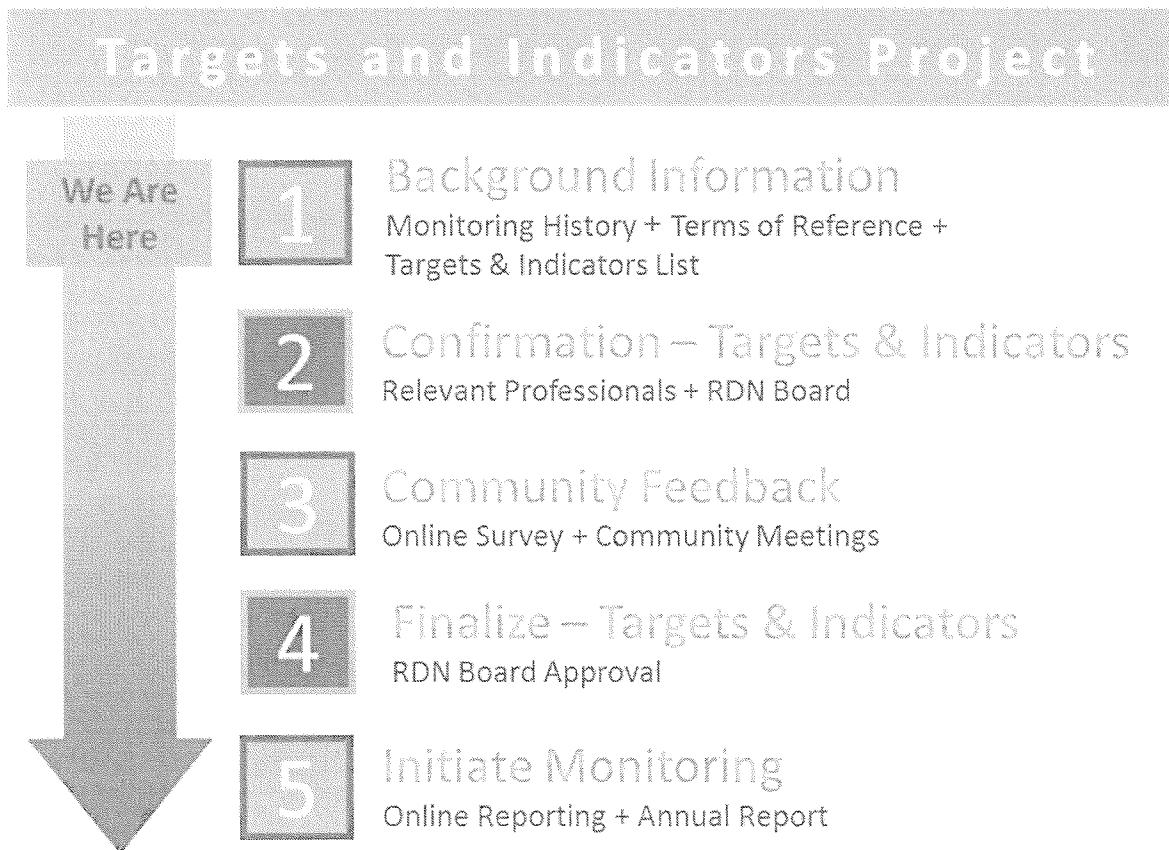 Targets and Indicators Project
We Are
Here
1
Background Information
Monitoring History + Terms of Reference +
Targets & Indicators List
2
Confirmation – Targets & Indicators
Relevant Professionals + RDN Board
3
Community Feedback
Online Survey + Community Meetings
4
Finalize – Targets & Indicators
RDN Board Approval
5
Initiate Monitoring
Online Reporting + Annual Report